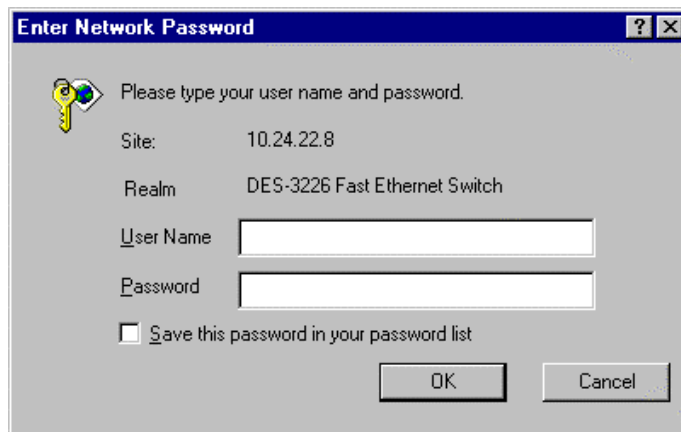 Enter Network Password
Please type your user name and password.
Site: 10.24.22.8
Realm DES-3226 Fast Ethernet Switch
User Name
Password
Save this password in your password list
OK Cancel